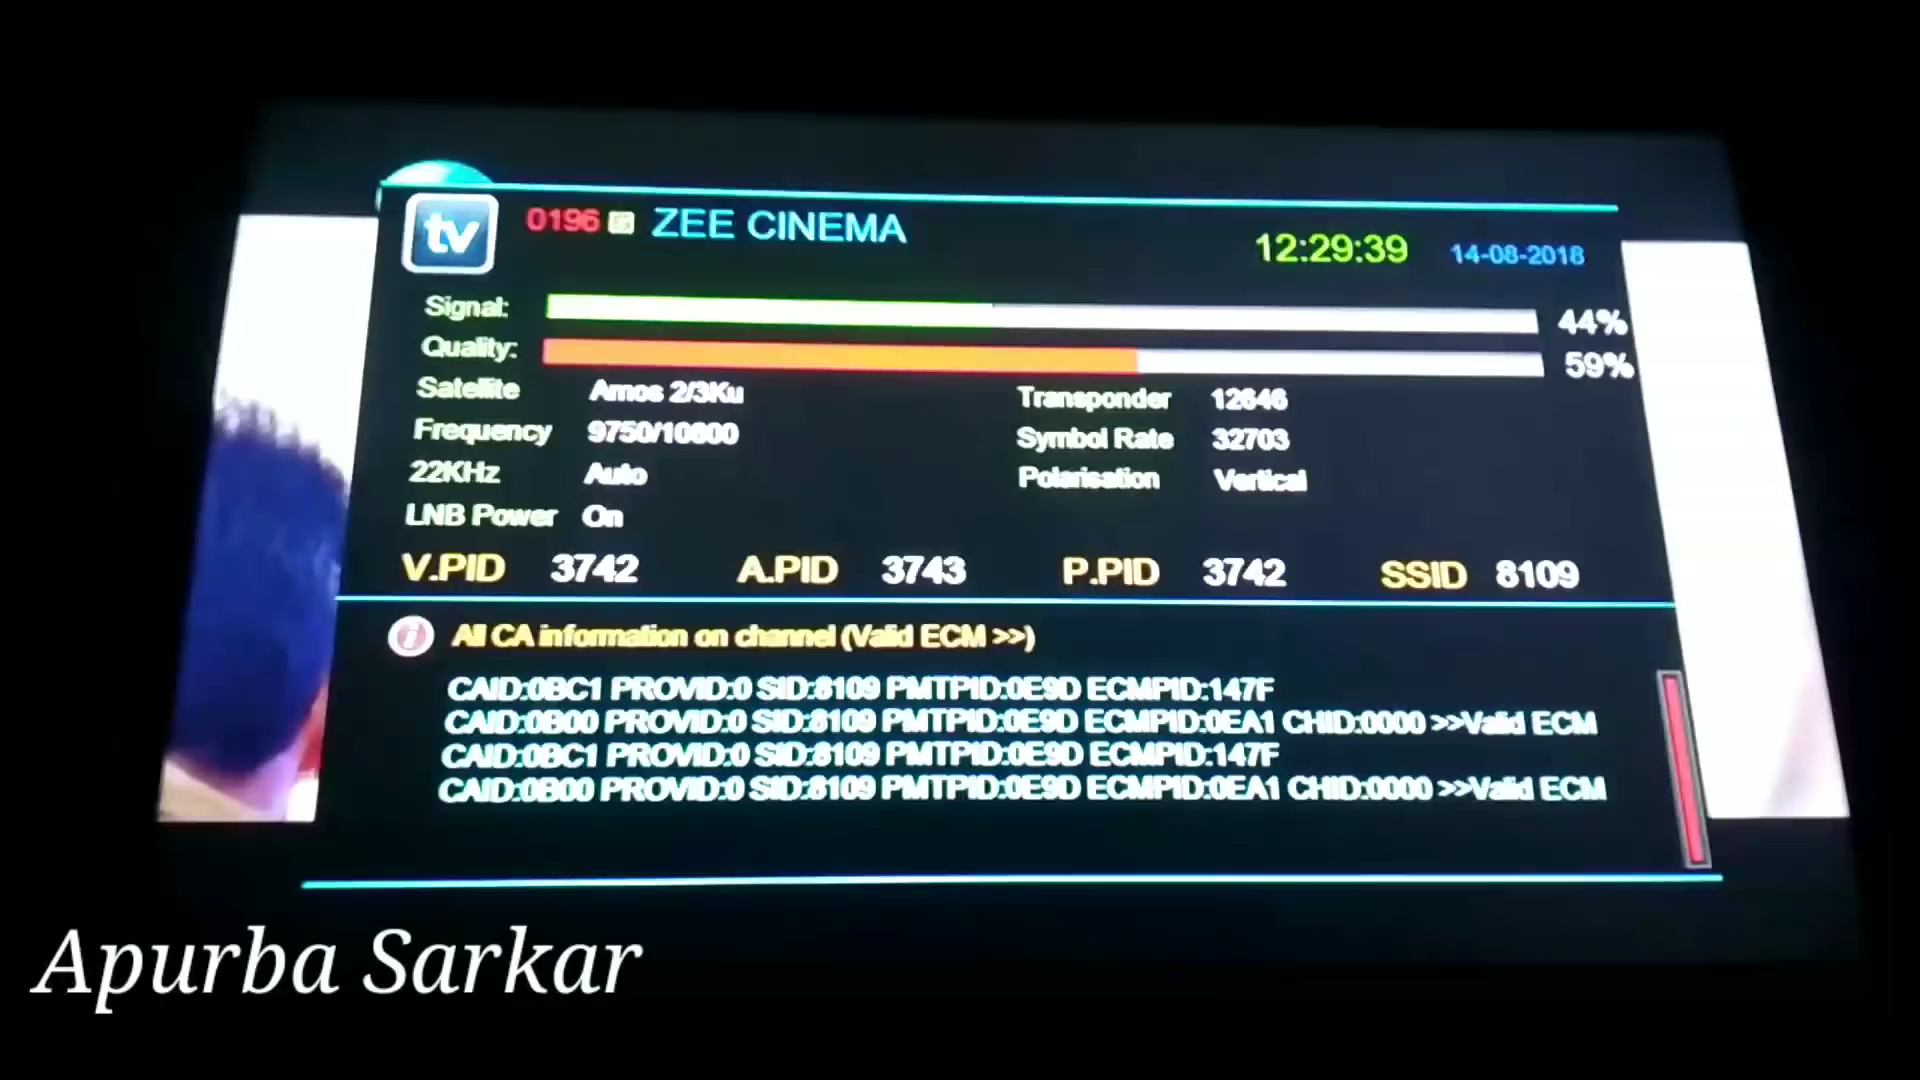 tv 0196 ZEE CINEMA 12:29:39 14-08-2018
Signal: 44%
Quality: 59%
Satellite Amos 2/3Ku Transponder 12646
Frequency 9750/10600 Symbol Rate 32703
22KHz Auto Polarisation Vertical
LNB Power On
V.PID 3742 A.PID 3743 P.PID 3742 SSID 8109
i All CA information on channel (Valid ECM >>)
CAID:0BC1 PROVID:0 SID:8109 PMTPID:0E9D ECMPID:147F
CAID:0B00 PROVID:0 SID:8109 PMTPID:0E9D ECMPID:0EA1 CHID:0000 >>Valid ECM
CAID:0BC1 PROVID:0 SID:8109 PMTPID:0E9D ECMPID:147F
CAID:0B00 PROVID:0 SID:8109 PMTPID:0E9D ECMPID:0EA1 CHID:0000 >>Valid ECM
Apurba Sarkar